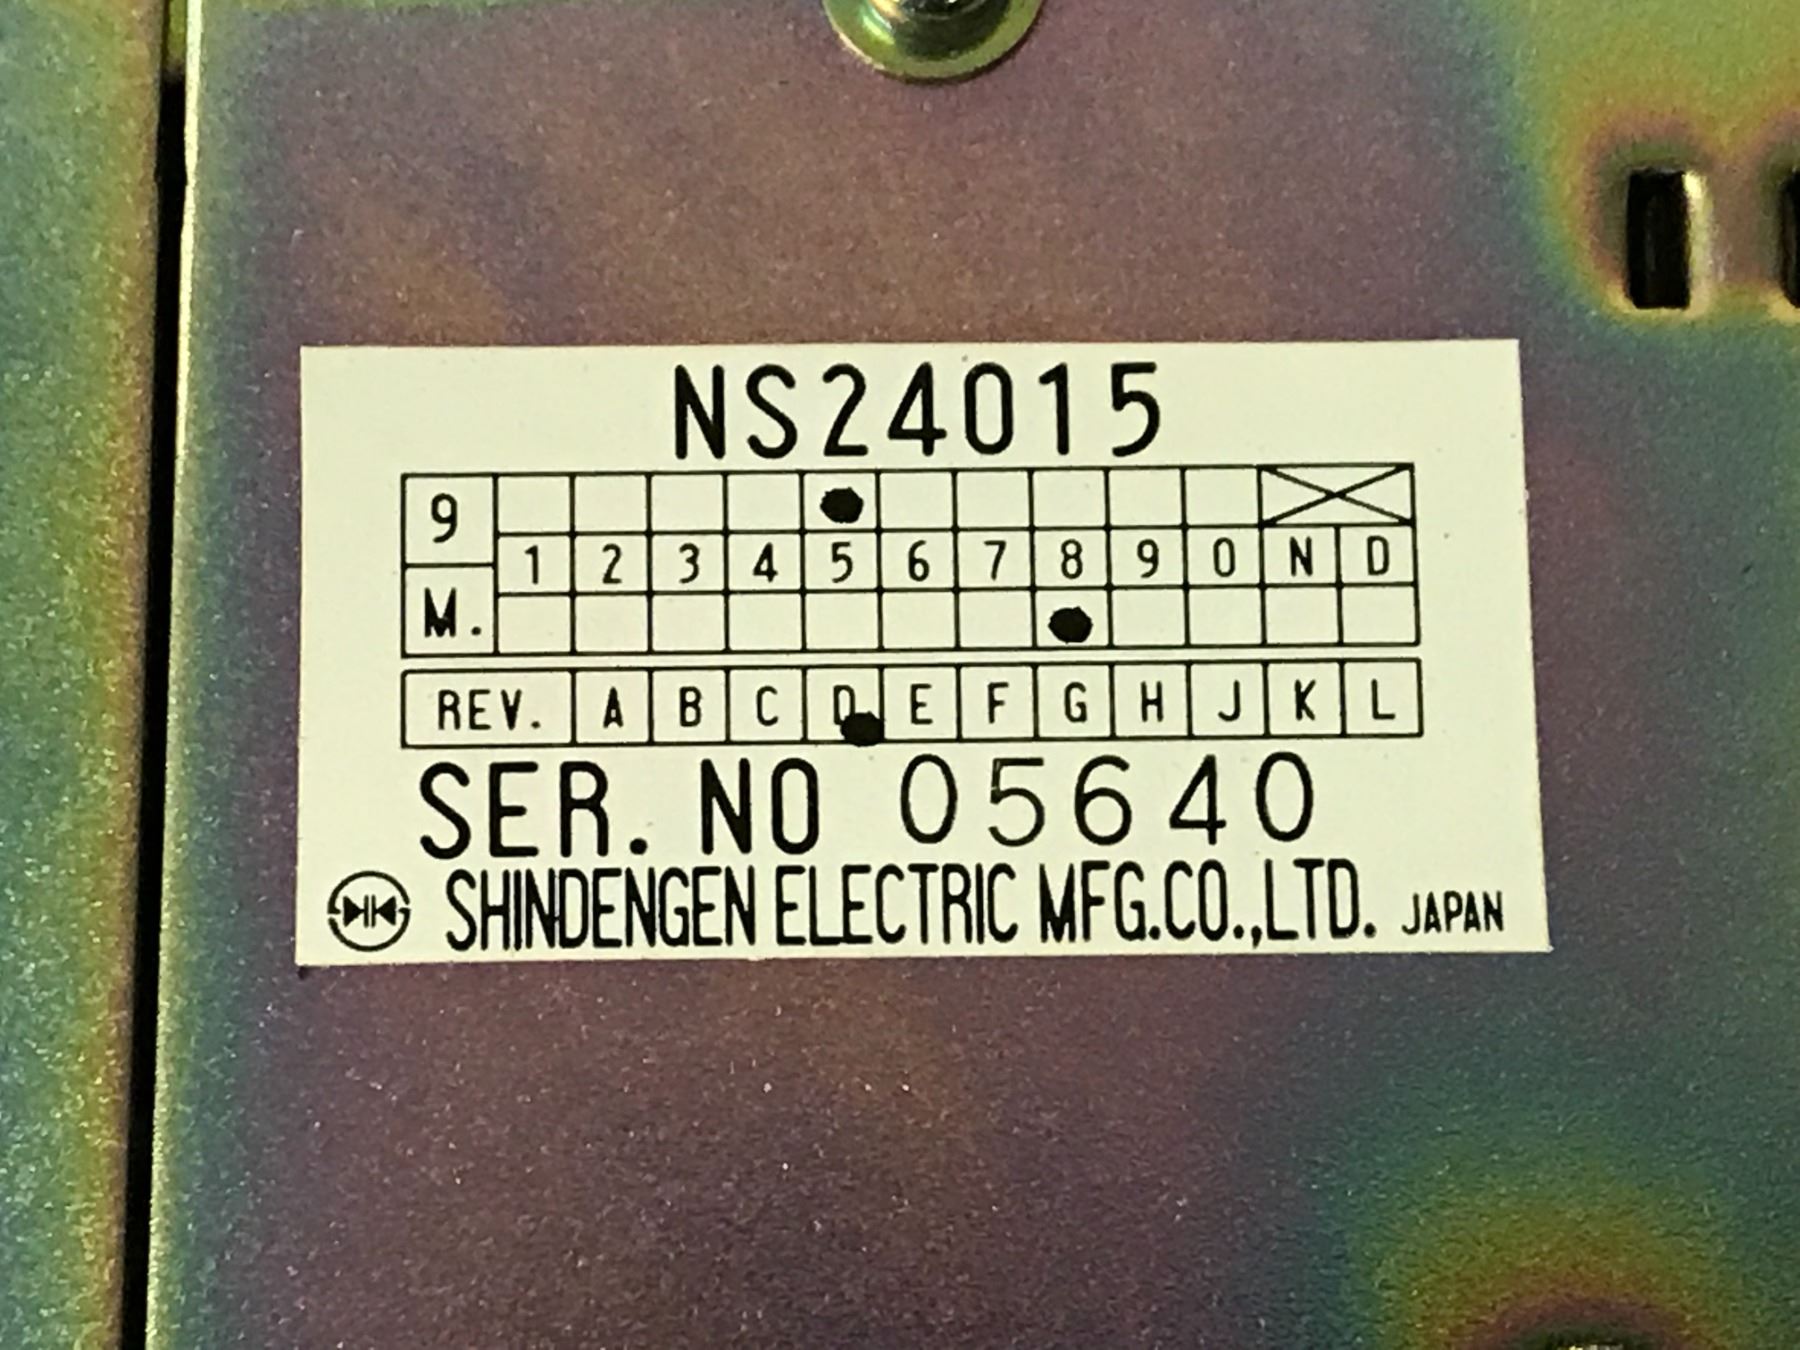 NS24015
9
1 2 3 4 5 6 7 8 9 0 N D
M.
REV. A B C D E F G H J K L
SER. NO 05640
SHINDENGEN ELECTRIC MFG.CO.,LTD. JAPAN